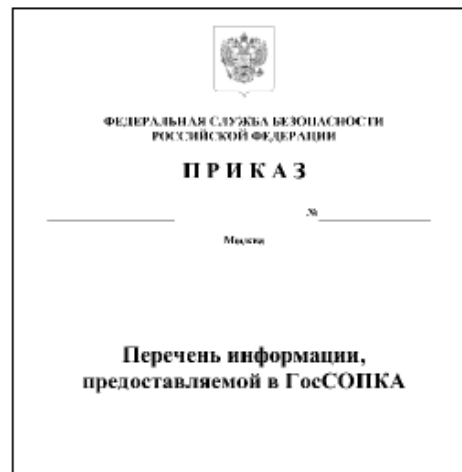 ФЕДЕРАЛЬНАЯ СЛУЖБА БЕЗОПАСНОСТИ
РОССИЙСКОЙ ФЕДЕРАЦИИ
ПРИКАЗ
№
Москва
Перечень информации,
предоставляемой в ГосСОПКА